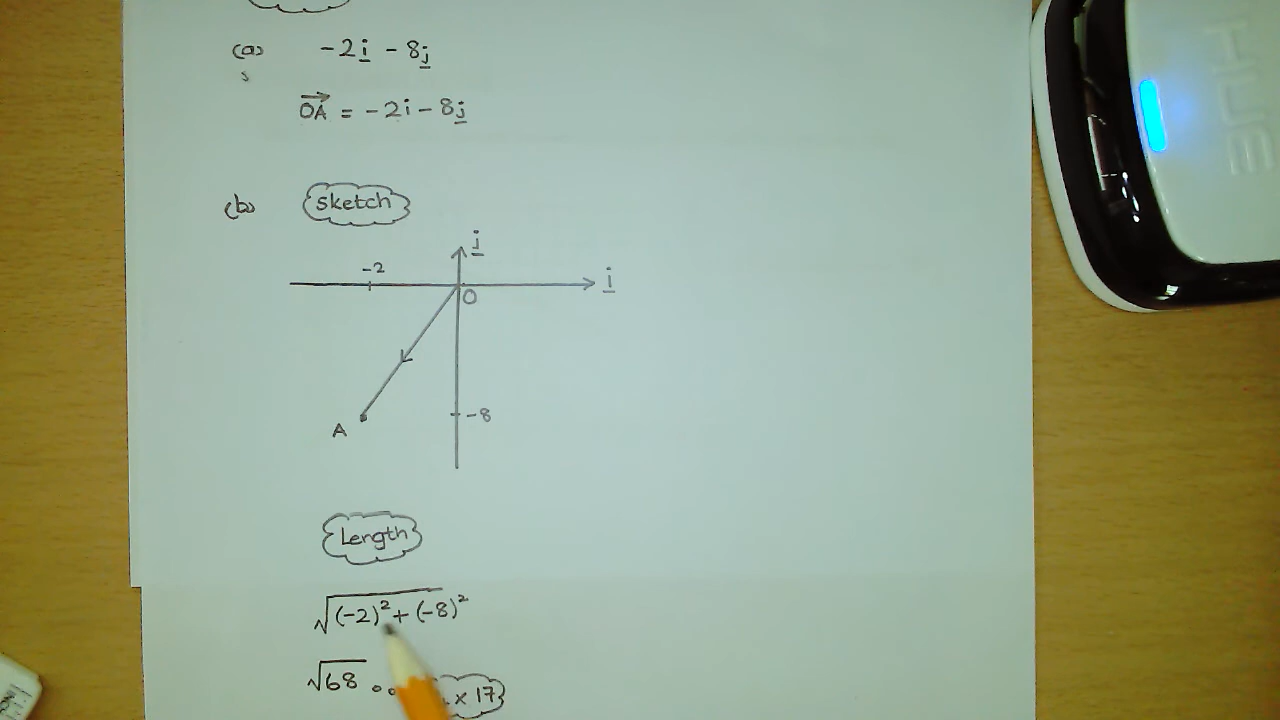 (a) -2i - 8j
OA = -2i - 8j
(b) Sketch
j
-2
i
O
-8
A
Length
√(-2)² + (-8)²
√68
x 17